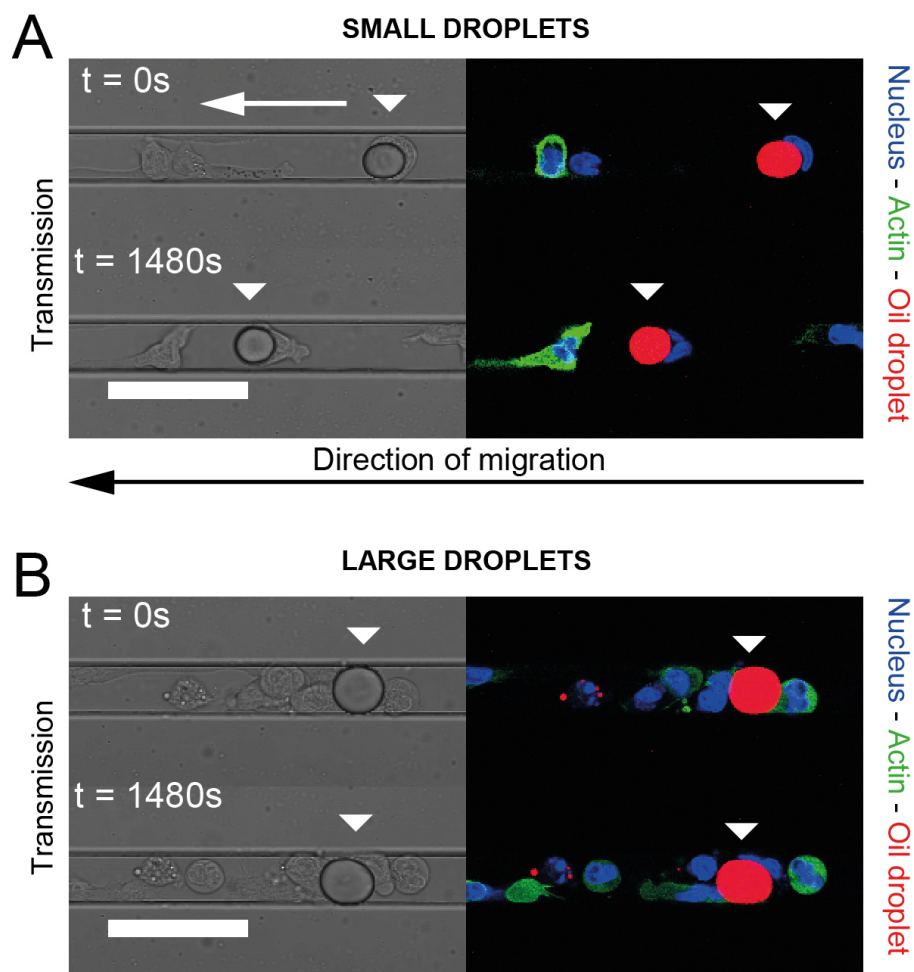 A
SMALL DROPLETS
t = 0s
t = 1480s
Transmission
Nucleus - Actin - Oil droplet
Direction of migration
B
LARGE DROPLETS
t = 0s
t = 1480s
Transmission
Nucleus - Actin - Oil droplet